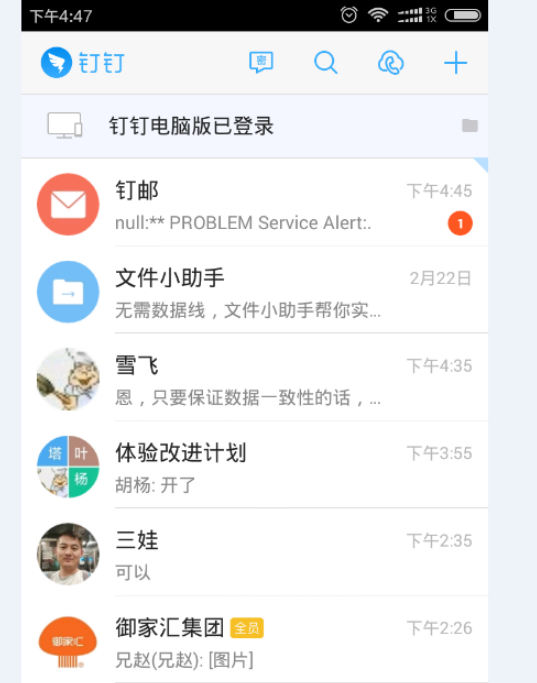 下午4:47
3G
1X
钉钉
密
钉钉电脑版已登录
钉邮
下午4:45
null:** PROBLEM Service Alert:.
1
文件小助手
2月22日
无需数据线，文件小助手帮你实...
雪飞
下午4:35
恩，只要保证数据一致性的话，...
塔 叶
杨
体验改进计划
下午3:55
胡杨: 开了
三娃
下午2:35
可以
御家汇
御家汇集团 全员
下午2:26
兄赵(兄赵): [图片]